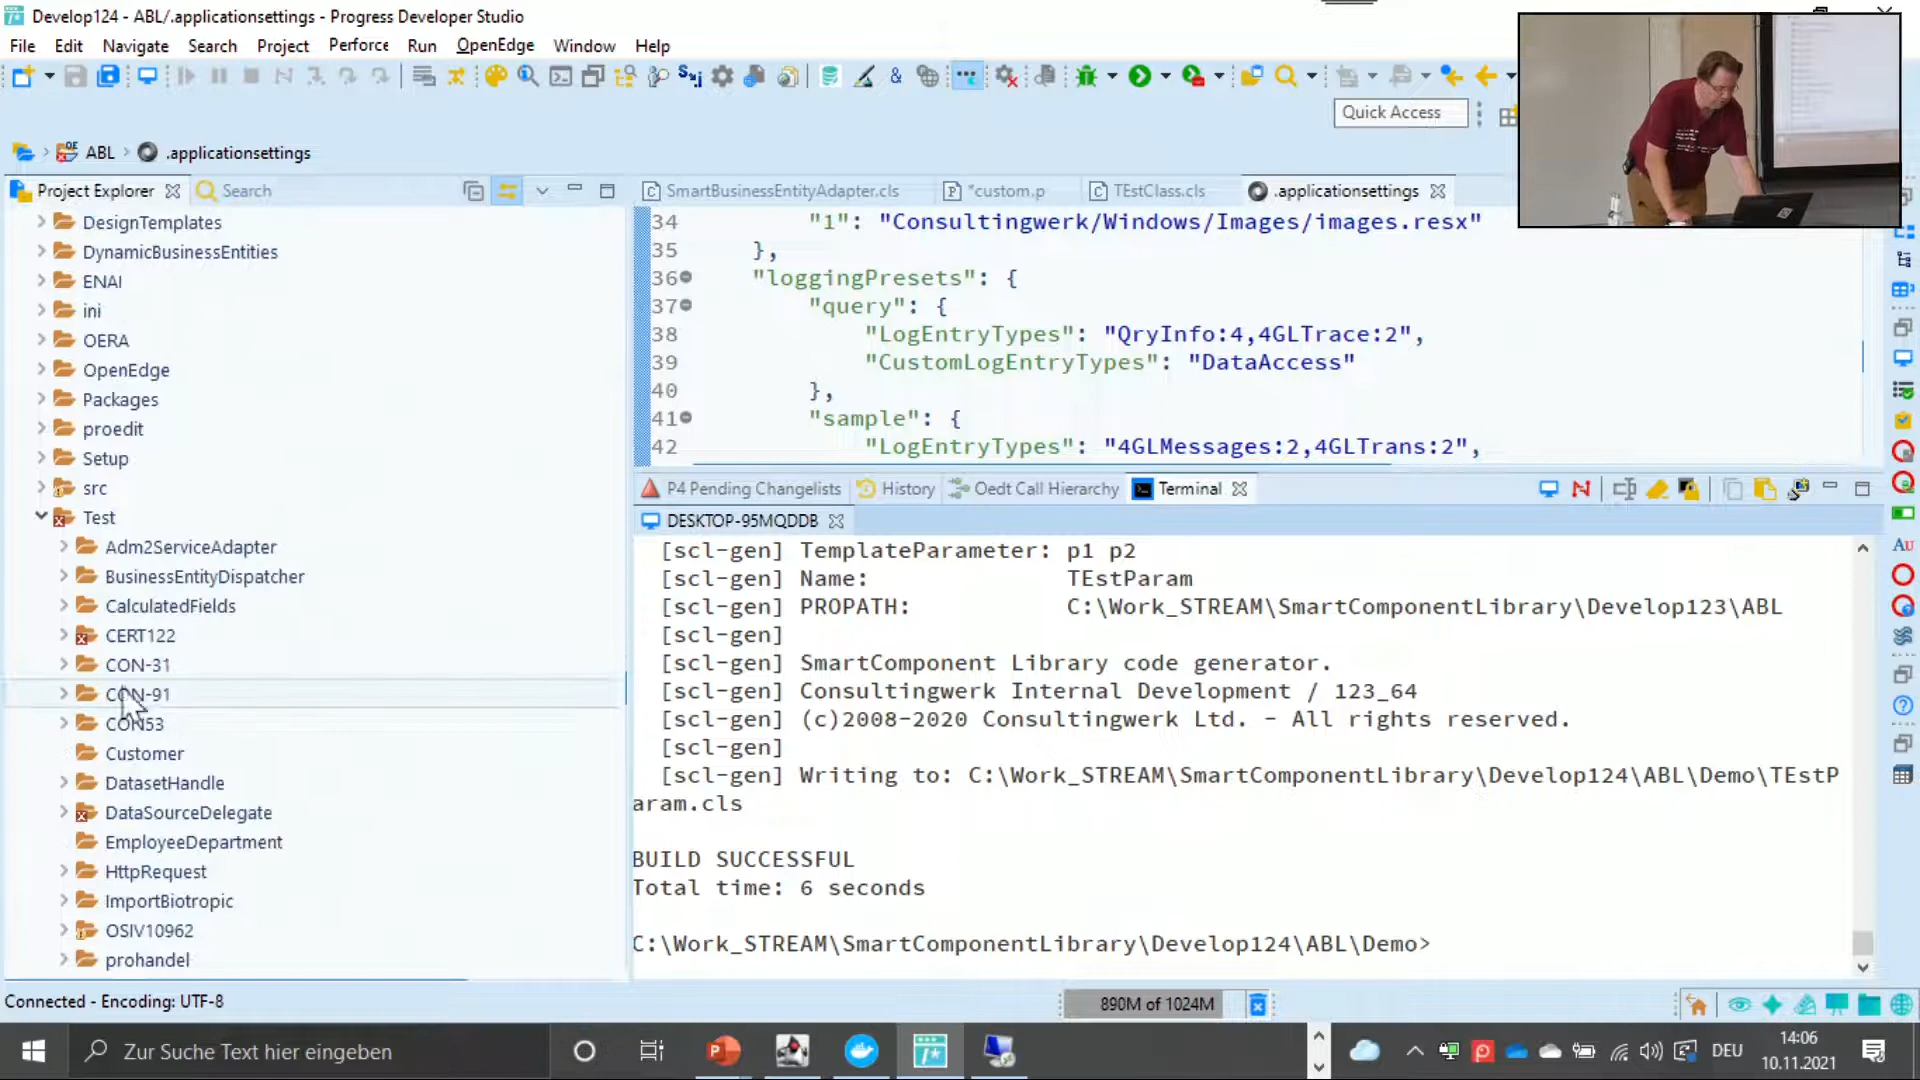 Develop124 - ABL/.applicationsettings - Progress Developer Studio
File Edit Navigate Search Project Perforce Run OpenEdge Window Help
Quick Access
ABL .applicationsettings
Project Explorer Search
DesignTemplates
DynamicBusinessEntities
ENAI
ini
OERA
OpenEdge
Packages
proedit
Setup
src
Test
Adm2ServiceAdapter
BusinessEntityDispatcher
CalculatedFields
CERT122
CON-31
CON-91
CON53
Customer
DatasetHandle
DataSourceDelegate
EmployeeDepartment
HttpRequest
ImportBiotropic
OSIV10962
prohandel
SmartBusinessEntityAdapter.cls *custom.p TEstClass.cls .applicationsettings
34 "1": "Consultingwerk/Windows/Images/images.resx"
35 },
36 "loggingPresets": {
37 "query": {
38 "LogEntryTypes": "QryInfo:4,4GLTrace:2",
39 "CustomLogEntryTypes": "DataAccess"
40 },
41 "sample": {
42 "LogEntryTypes": "4GLMessages:2,4GLTrans:2",
P4 Pending Changelists History Oedt Call Hierarchy Terminal
DESKTOP-95MQDDB
[scl-gen] TemplateParameter: p1 p2
[scl-gen] Name: TEstParam
[scl-gen] PROPATH: C:\Work_STREAM\SmartComponentLibrary\Develop123\ABL
[scl-gen]
[scl-gen] SmartComponent Library code generator.
[scl-gen] Consultingwerk Internal Development / 123_64
[scl-gen] (c)2008-2020 Consultingwerk Ltd. - All rights reserved.
[scl-gen]
[scl-gen] Writing to: C:\Work_STREAM\SmartComponentLibrary\Develop124\ABL\Demo\TEstP
aram.cls
BUILD SUCCESSFUL
Total time: 6 seconds
C:\Work_STREAM\SmartComponentLibrary\Develop124\ABL\Demo>
Connected - Encoding: UTF-8
890M of 1024M
Zur Suche Text hier eingeben
DEU
14:06
10.11.2021